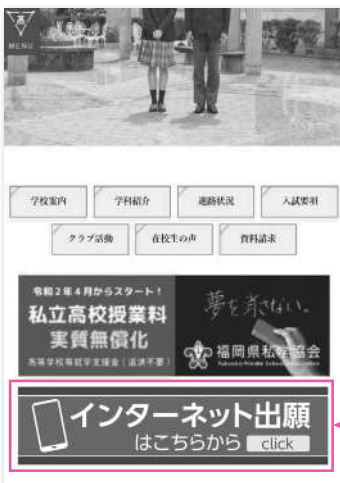 MENU
学校案内
学科紹介
進路状況
入試要項
クラブ活動
在校生の声
資料請求
令和2年4月からスタート！
私立高校授業料
実質無償化
高等学校等就学支援金（返済不要）
夢を消さない。
福岡県私学協会
インターネット出願
はこちらから click